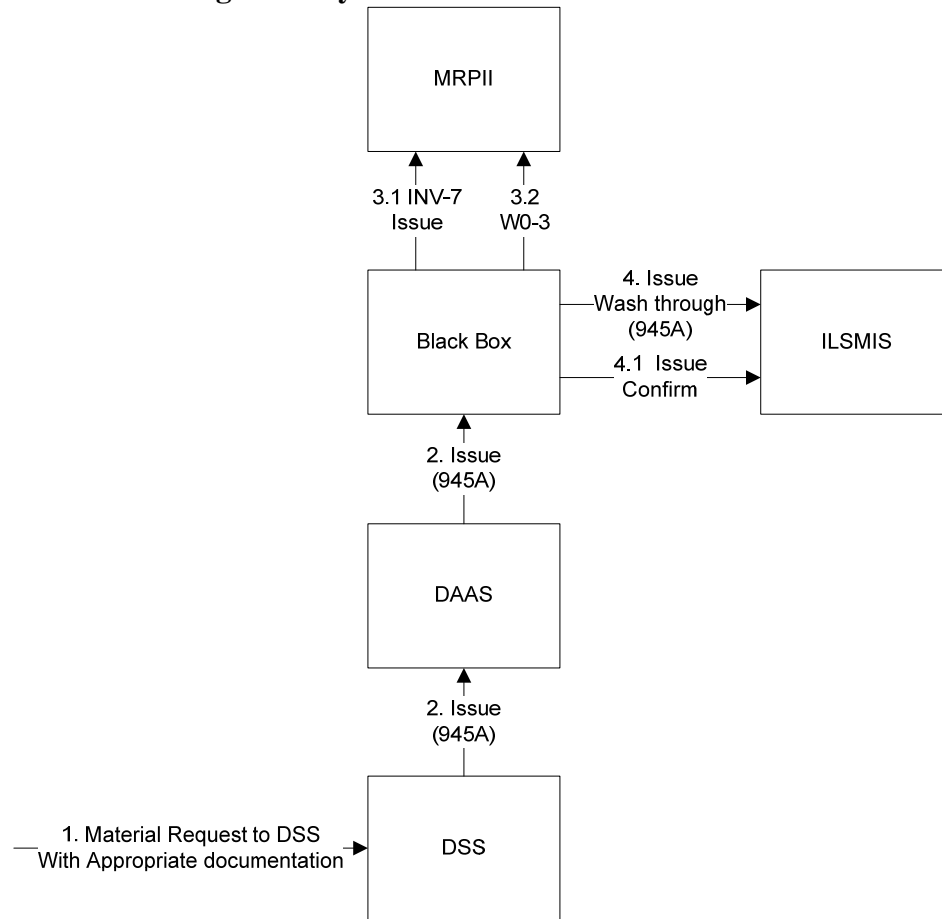 MRPII
3.1 INV-7
Issue
3.2
W0-3
4. Issue
Wash through
(945A)
Black Box
ILSMIS
4.1 Issue
Confirm
2. Issue
(945A)
DAAS
2. Issue
(945A)
1. Material Request to DSS
With Appropriate documentation
DSS